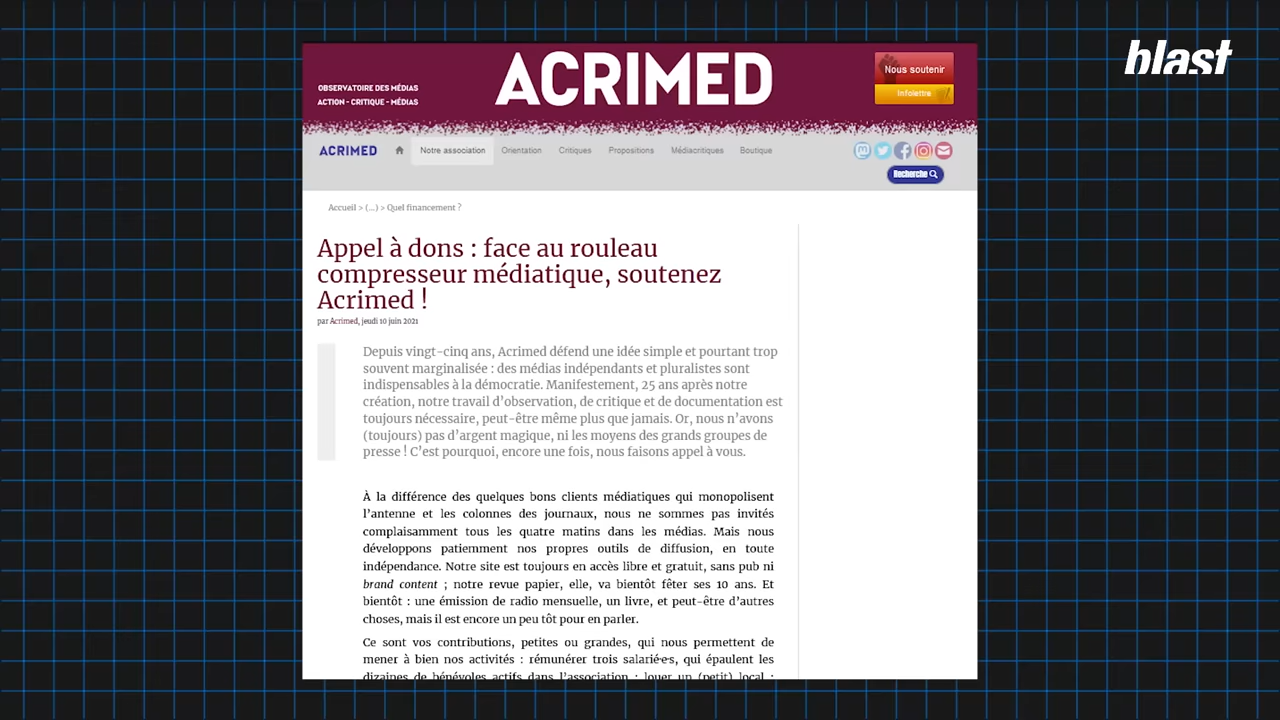 blast
OBSERVATOIRE DES MÉDIAS
ACTION - CRITIQUE - MÉDIAS
ACRIMED
Nous soutenir
Infolettre
ACRIMED
Notre association
Orientation
Critiques
Propositions
Médiacritiques
Boutique
Recherche
Accueil > (...) > Quel financement ?
Appel à dons : face au rouleau
compresseur médiatique, soutenez
Acrimed !
par Acrimed, jeudi 10 juin 2021
Depuis vingt-cinq ans, Acrimed défend une idée simple et pourtant trop
souvent marginalisée : des médias indépendants et pluralistes sont
indispensables à la démocratie. Manifestement, 25 ans après notre
création, notre travail d’observation, de critique et de documentation est
toujours nécessaire, peut-être même plus que jamais. Or, nous n’avons
(toujours) pas d’argent magique, ni les moyens des grands groupes de
presse ! C’est pourquoi, encore une fois, nous faisons appel à vous.
À la différence des quelques bons clients médiatiques qui monopolisent
l’antenne et les colonnes des journaux, nous ne sommes pas invités
complaisamment tous les quatre matins dans les médias. Mais nous
développons patiemment nos propres outils de diffusion, en toute
indépendance. Notre site est toujours en accès libre et gratuit, sans pub ni
brand content ; notre revue papier, elle, va bientôt fêter ses 10 ans. Et
bientôt : une émission de radio mensuelle, un livre, et peut-être d’autres
choses, mais il est encore un peu tôt pour en parler.
Ce sont vos contributions, petites ou grandes, qui nous permettent de
mener à bien nos activités : rémunérer trois salarié·e·s, qui épaulent les
dizaines de bénévoles actifs dans l’association ; louer un (petit) local ;